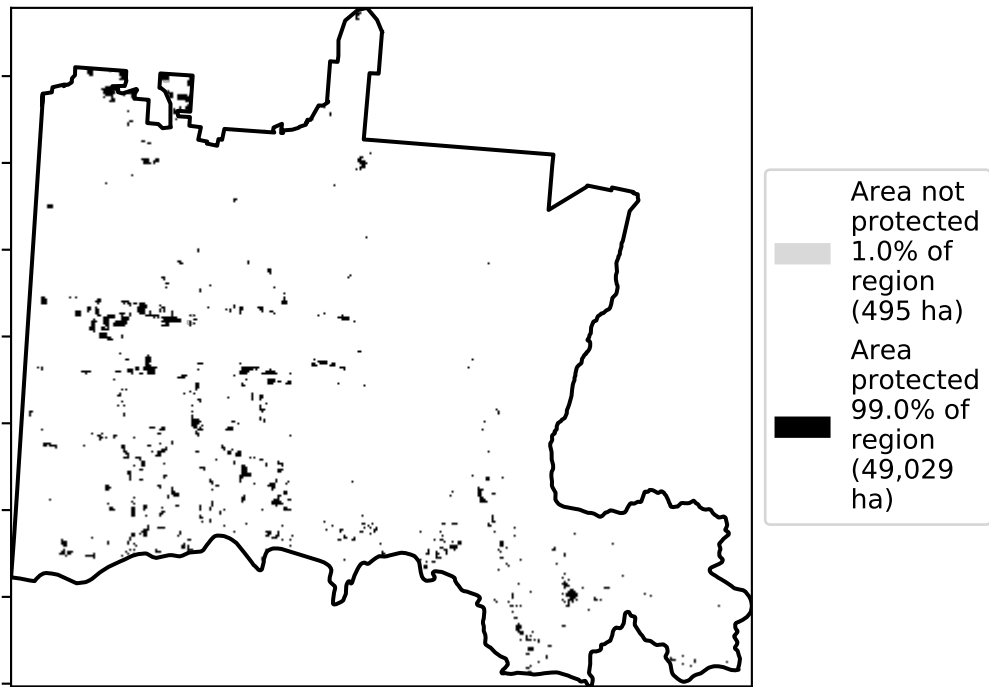 Area not
protected
1.0% of
region
(495 ha)
Area
protected
99.0% of
region
(49,029
ha)